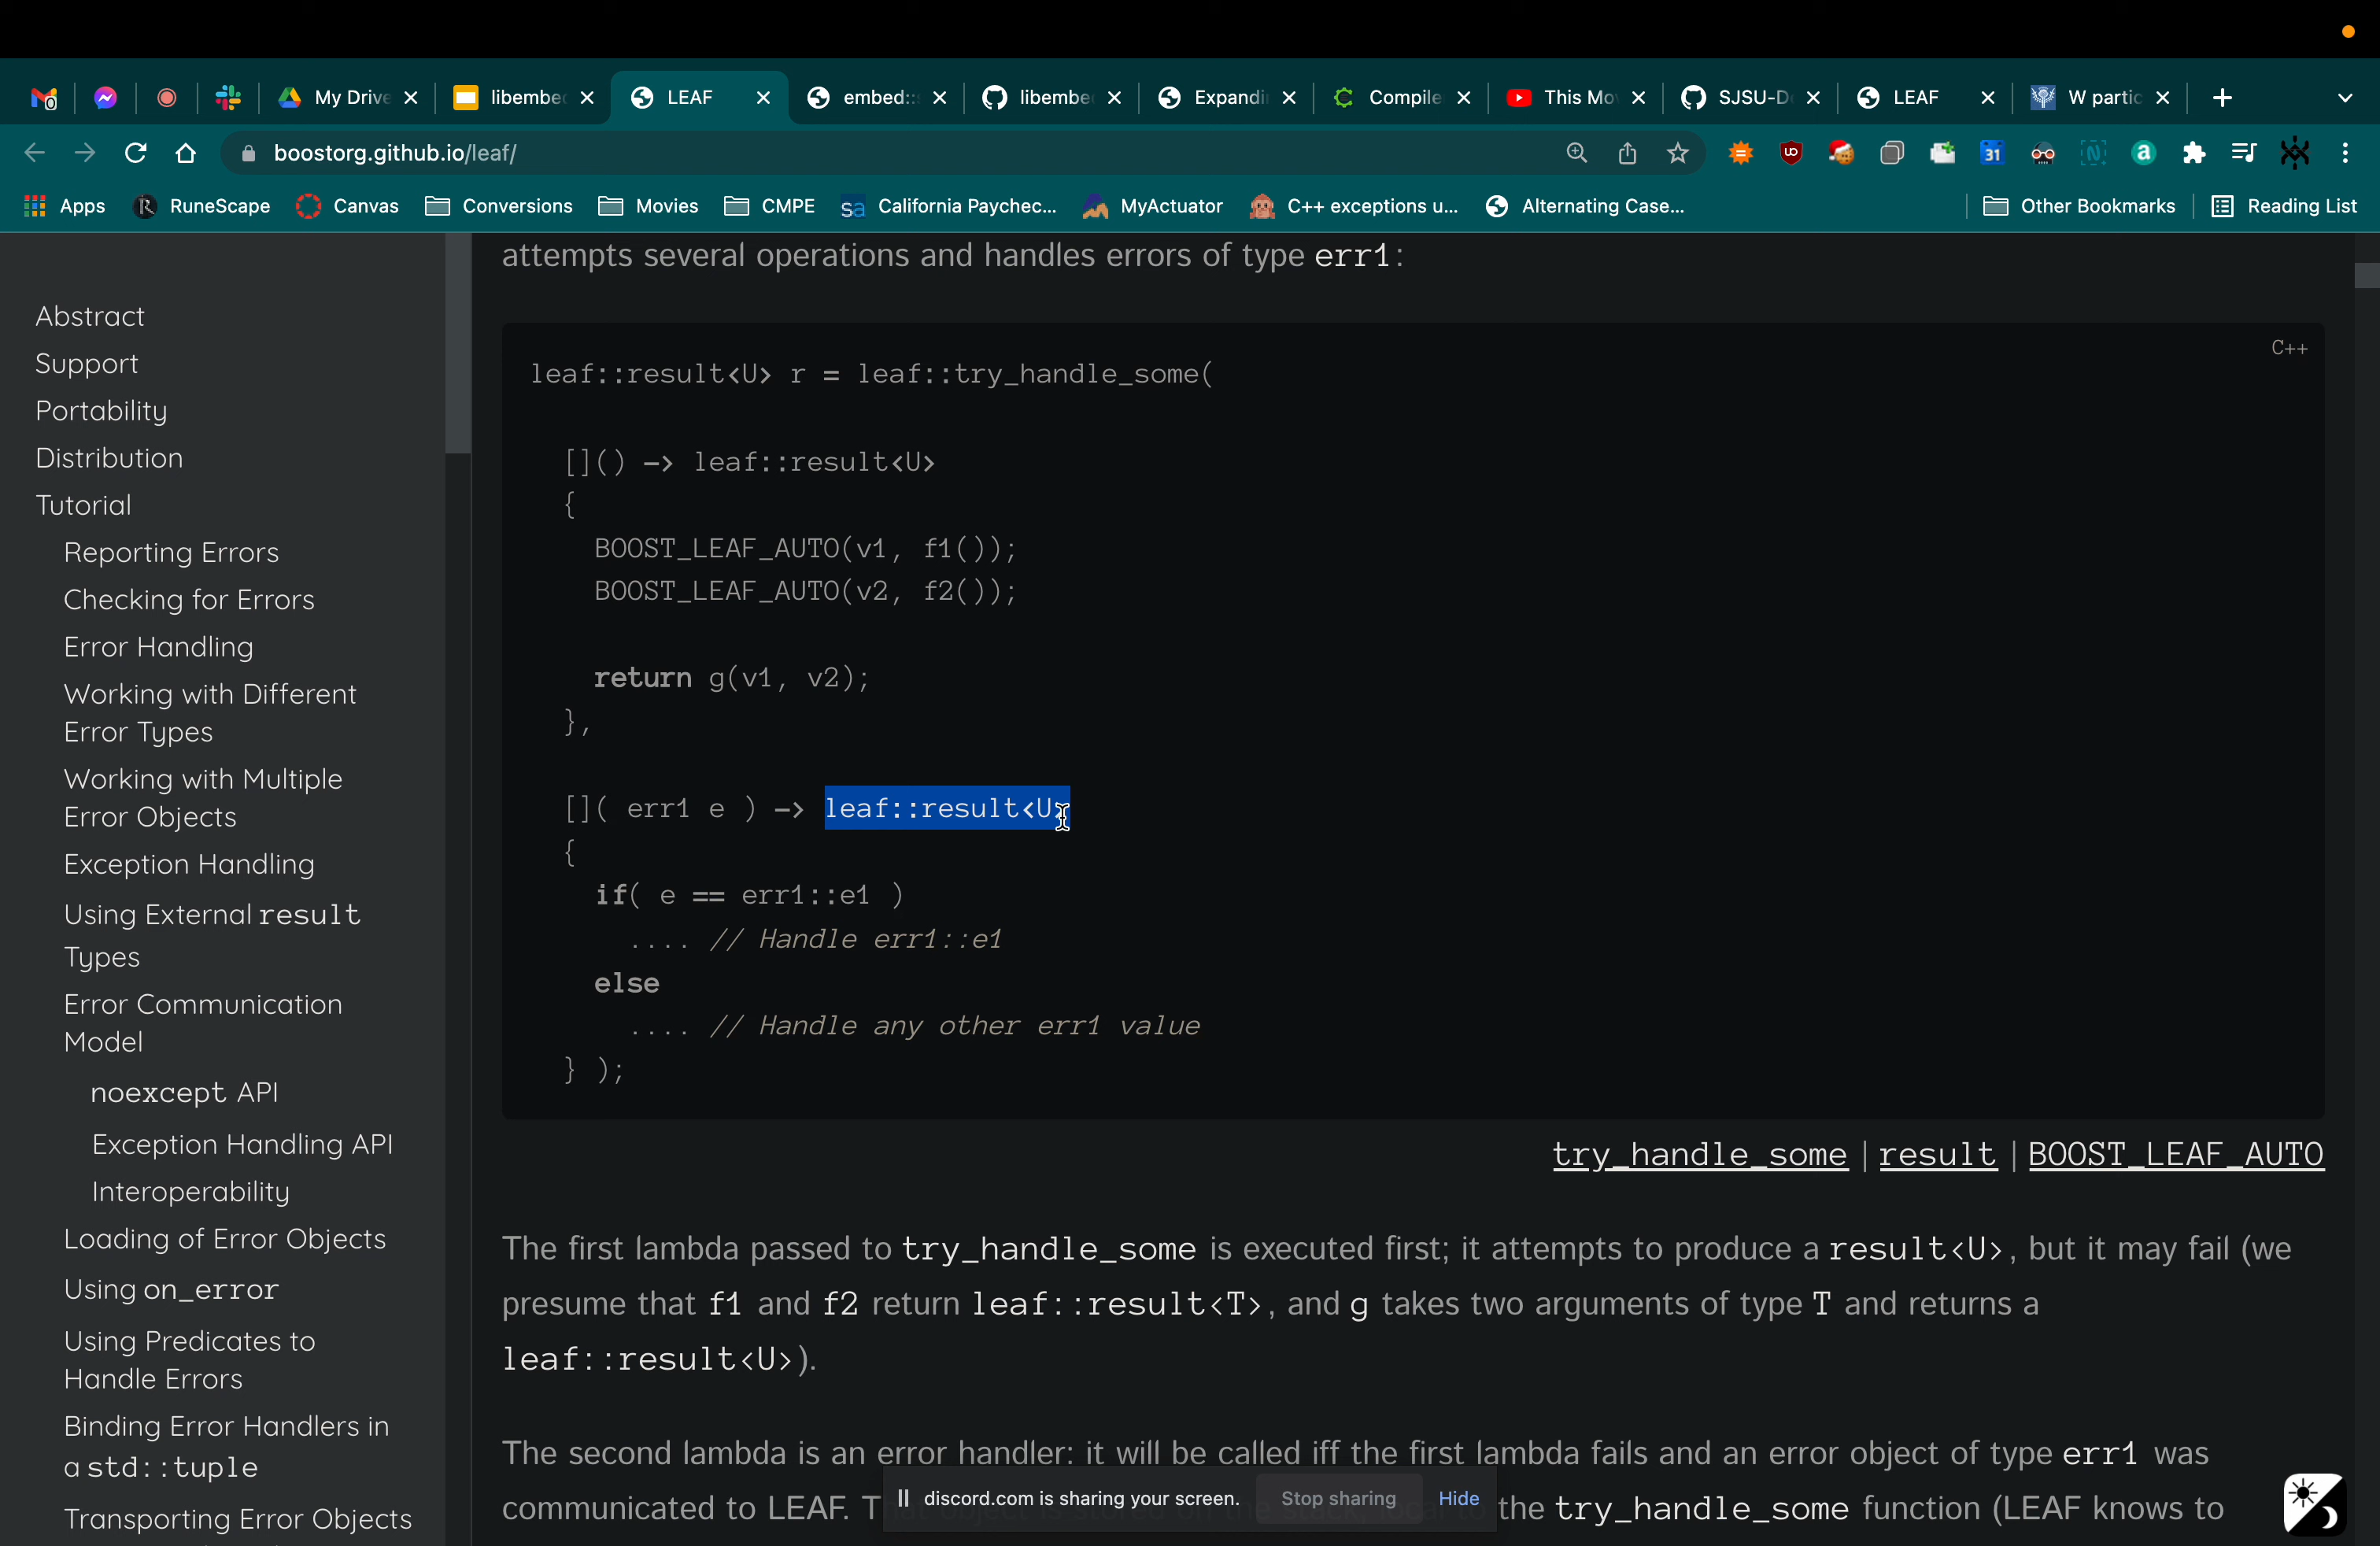 My Drive
libembe
LEAF
embed::
libembe
Expandi
Compile
This Mo
SJSU-D
LEAF
W partic
boostorg.github.io/leaf/
Apps
RuneScape
Canvas
Conversions
Movies
CMPE
California Paychec...
MyActuator
C++ exceptions u...
Alternating Case...
Other Bookmarks
Reading List
Abstract
Support
Portability
Distribution
Tutorial
Reporting Errors
Checking for Errors
Error Handling
Working with Different
Error Types
Working with Multiple
Error Objects
Exception Handling
Using External result
Types
Error Communication
Model
noexcept API
Exception Handling API
Interoperability
Loading of Error Objects
Using on_error
Using Predicates to
Handle Errors
Binding Error Handlers in
a std::tuple
Transporting Error Objects
attempts several operations and handles errors of type err1:
C++
leaf::result<U> r = leaf::try_handle_some(
[]() -> leaf::result<U>
{
BOOST_LEAF_AUTO(v1, f1());
BOOST_LEAF_AUTO(v2, f2());
return g(v1, v2);
},
[]( err1 e ) -> leaf::result<U>
{
if( e == err1::e1 )
.... // Handle err1::e1
else
.... // Handle any other err1 value
} );
try_handle_some | result | BOOST_LEAF_AUTO
The first lambda passed to try_handle_some is executed first; it attempts to produce a result<U>, but it may fail (we
presume that f1 and f2 return leaf::result<T>, and g takes two arguments of type T and returns a
leaf::result<U>).
The second lambda is an error handler: it will be called iff the first lambda fails and an error object of type err1 was
communicated to LEAF. That object is stored on the stack, local to the try_handle_some function (LEAF knows to
discord.com is sharing your screen.
Stop sharing
Hide